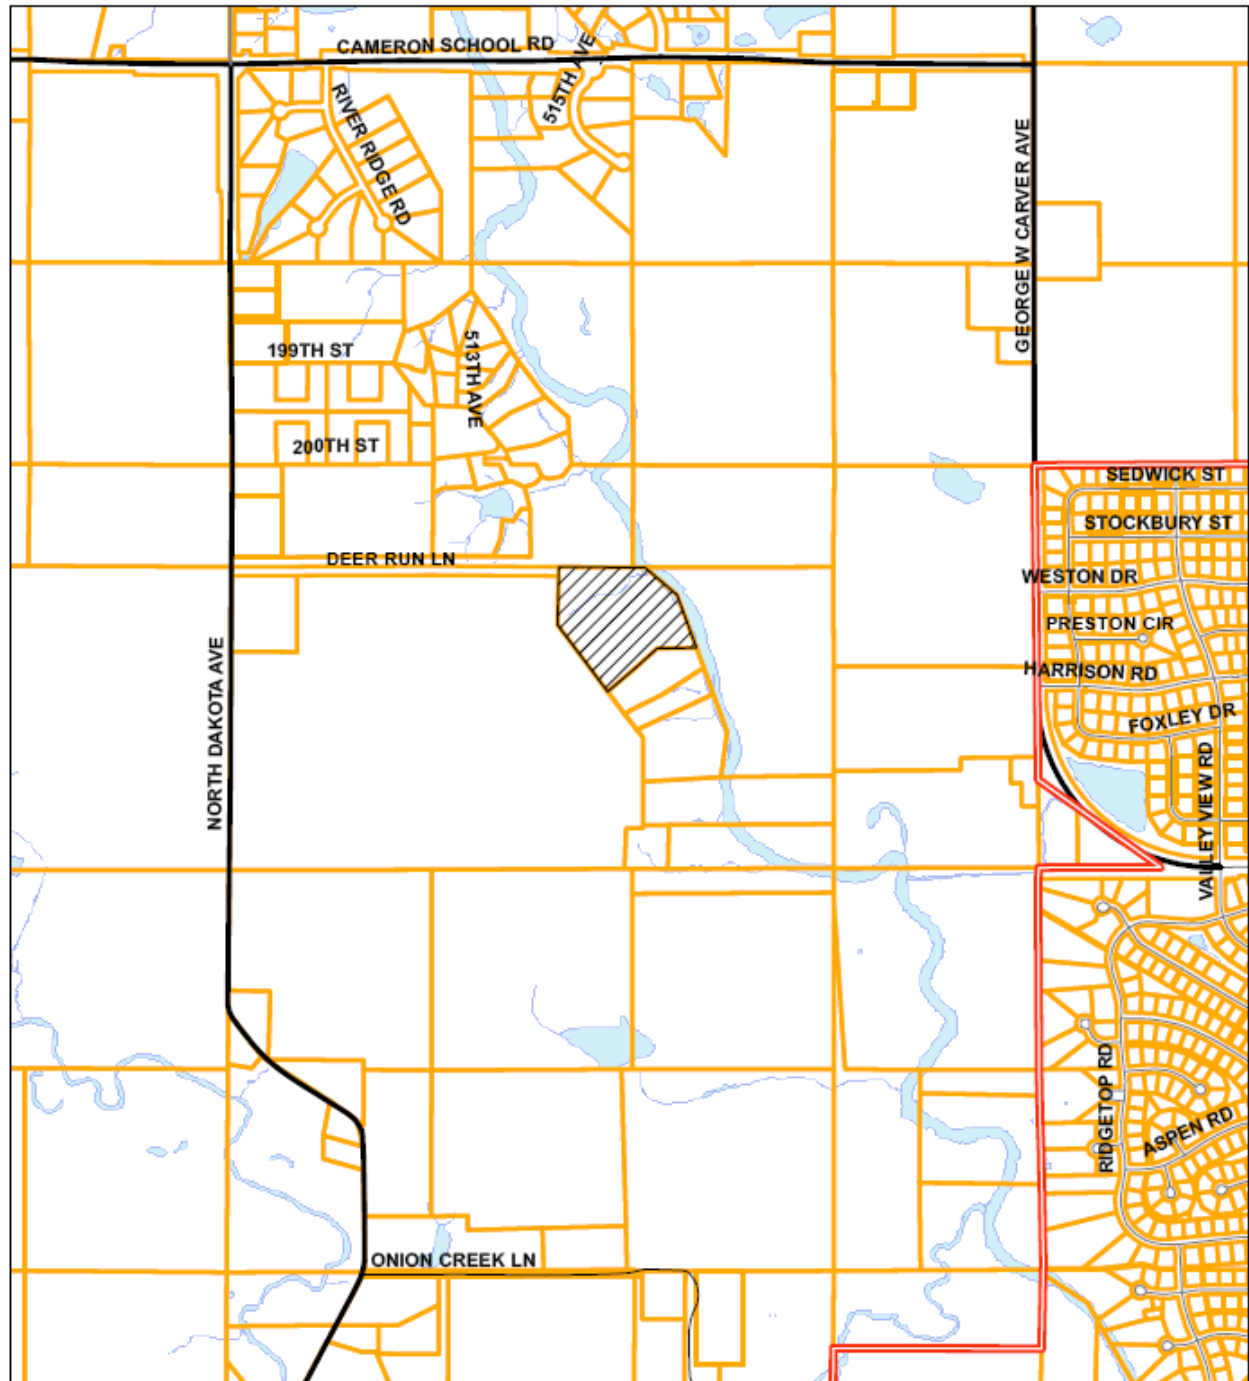 CAMERON SCHOOL RD
515TH AVE
RIVER RIDGE RD
GEORGE W CARVER AVE
199TH ST
513TH AVE
200TH ST
SEDWICK ST
STOCKBURY ST
DEER RUN LN
WESTON DR
PRESTON CIR
HARRISON RD
NORTH DAKOTA AVE
FOXLEY DR
VALLEY VIEW RD
RIDGETOP RD
ASPEN RD
ONION CREEK LN